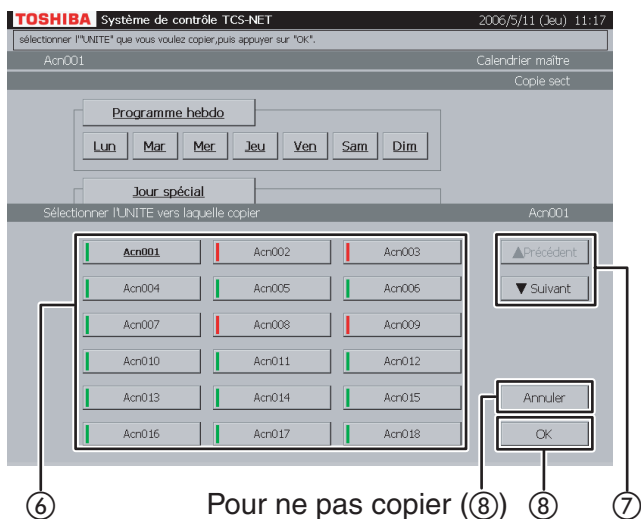 TOSHIBA Système de contrôle TCS-NET 2006/5/11 (Jeu) 11:17
sélectionner l'"UNITE" que vous voulez copier,puis appuyer sur "OK".
Acn001 Calendrier maître
Copie sect
Programme hebdo
Lun Mar Mer Jeu Ven Sam Dim
Jour spécial
Sélectionner l'UNITE vers laquelle copier Acn001
Acn001 Acn002 Acn003 ▲Précédent
Acn004 Acn005 Acn006 ▼ Suivant
Acn007 Acn008 Acn009
Acn010 Acn011 Acn012
Acn013 Acn014 Acn015 Annuler
Acn016 Acn017 Acn018 OK
⑥ Pour ne pas copier (⑧) ⑧ ⑦